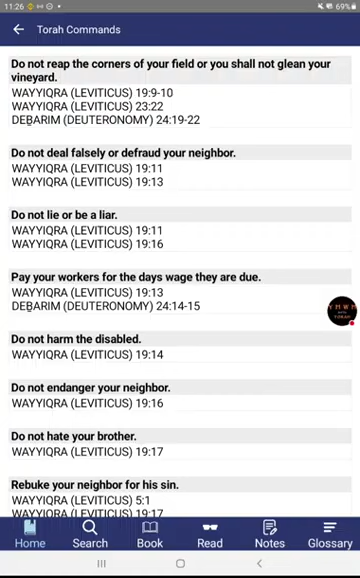 11:26
69%
Torah Commands
Do not reap the corners of your field or you shall not glean your
vineyard.
WAYYIQRA (LEVITICUS) 19:9-10
WAYYIQRA (LEVITICUS) 23:22
DEḆARIM (DEUTERONOMY) 24:19-22
Do not deal falsely or defraud your neighbor.
WAYYIQRA (LEVITICUS) 19:11
WAYYIQRA (LEVITICUS) 19:13
Do not lie or be a liar.
WAYYIQRA (LEVITICUS) 19:11
WAYYIQRA (LEVITICUS) 19:16
Pay your workers for the days wage they are due.
WAYYIQRA (LEVITICUS) 19:13
DEḆARIM (DEUTERONOMY) 24:14-15
Do not harm the disabled.
WAYYIQRA (LEVITICUS) 19:14
Do not endanger your neighbor.
WAYYIQRA (LEVITICUS) 19:16
Do not hate your brother.
WAYYIQRA (LEVITICUS) 19:17
Rebuke your neighbor for his sin.
WAYYIQRA (LEVITICUS) 5:1
WAYYIQRA (LEVITICUS) 19:17
Home Search Book Read Notes Glossary